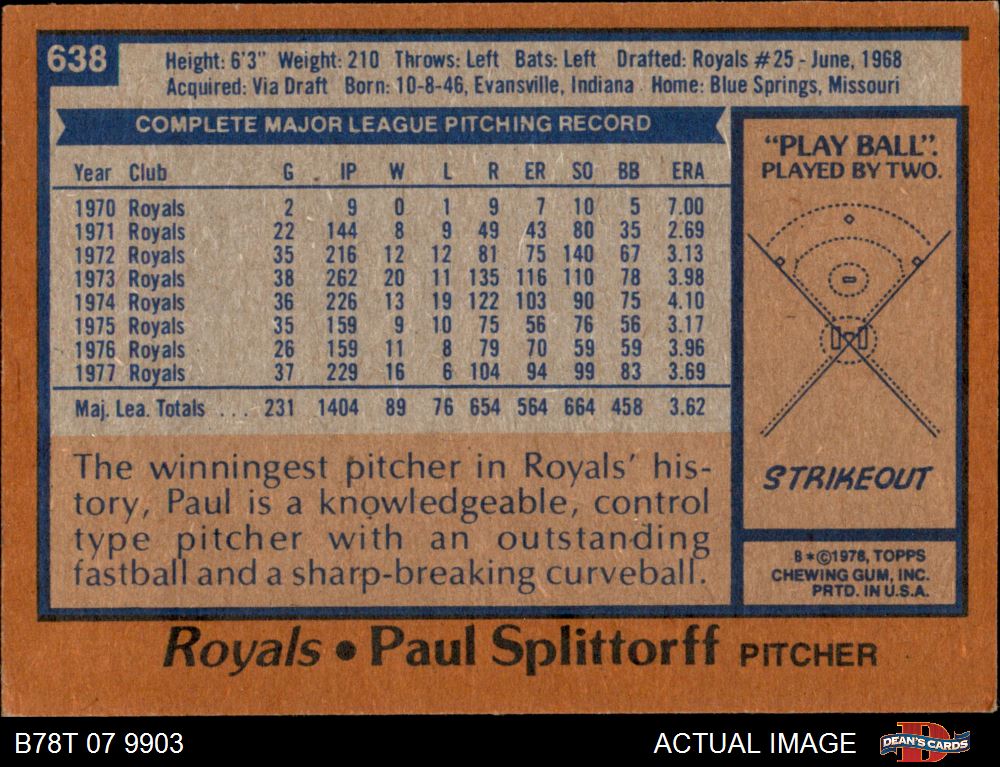 638
Height: 6'3" Weight: 210 Throws: Left Bats: Left Drafted: Royals #25 - June, 1968
Acquired: Via Draft Born: 10-8-46, Evansville, Indiana Home: Blue Springs, Missouri
COMPLETE MAJOR LEAGUE PITCHING RECORD
Year Club G IP W L R ER SO BB ERA
1970 Royals 2 9 0 1 9 7 10 5 7.00
1971 Royals 22 144 8 9 49 43 80 35 2.69
1972 Royals 35 216 12 12 81 75 140 67 3.13
1973 Royals 38 262 20 11 135 116 110 78 3.98
1974 Royals 36 226 13 19 122 103 90 75 4.10
1975 Royals 35 159 9 10 75 56 76 56 3.17
1976 Royals 26 159 11 8 79 70 59 59 3.96
1977 Royals 37 229 16 6 104 94 99 83 3.69
Maj. Lea. Totals ... 231 1404 89 76 654 564 664 458 3.62
The winningest pitcher in Royals' his-
tory, Paul is a knowledgeable, control
type pitcher with an outstanding
fastball and a sharp-breaking curveball.
"PLAY BALL".
PLAYED BY TWO.
STRIKEOUT
B*©1978, TOPPS
CHEWING GUM, INC.
PRTD. IN U.S.A.
Royals • Paul Splittorff PITCHER
B78T 07 9903 ACTUAL IMAGE DEAN'S CARDS